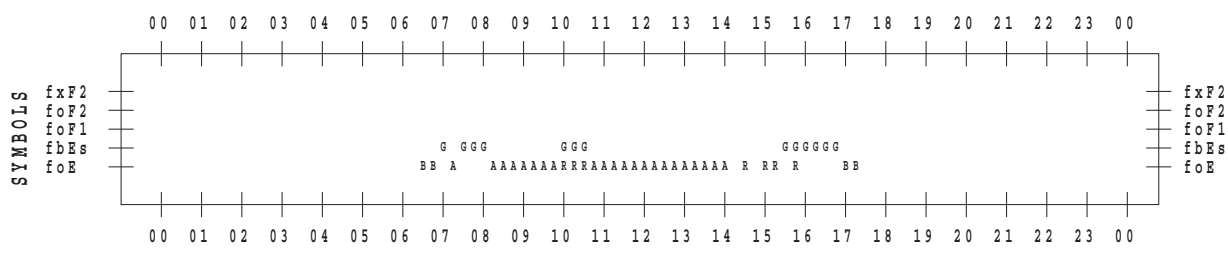 00 01 02 03 04 05 06 07 08 09 10 11 12 13 14 15 16 17 18 19 20 21 22 23 00
SYMBOLS
fxF2 fxF2
foF2 foF2
foF1 foF1
fbEs G GGG GGG GGGGGG fbEs
foE BB A AAAAAAARRRAAAAAAAAAAAAAA R RR R BB foE
00 01 02 03 04 05 06 07 08 09 10 11 12 13 14 15 16 17 18 19 20 21 22 23 00